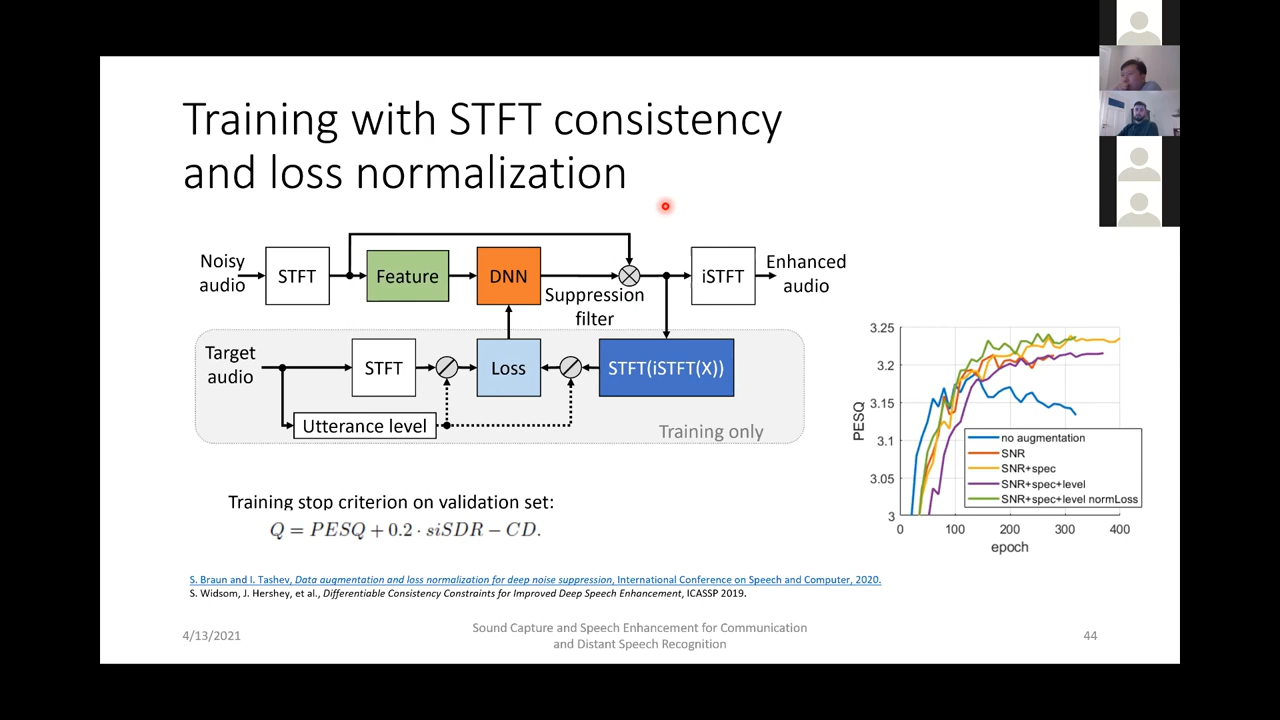 Training with STFT consistency
and loss normalization
Noisy
audio
STFT
Feature
DNN
Suppression
filter
iSTFT
Enhanced
audio
Target
audio
STFT
Loss
STFT(iSTFT(X))
Utterance level
Training only
Training stop criterion on validation set:
Q = PESQ + 0.2 · siSDR − CD.
3.25
3.2
3.15
3.1
3.05
3
PESQ
no augmentation
SNR
SNR+spec
SNR+spec+level
SNR+spec+level normLoss
0 100 200 300 400
epoch
S. Braun and I. Tashev, Data augmentation and loss normalization for deep noise suppression, International Conference on Speech and Computer, 2020.
S. Widsom, J. Hershey, et al., Differentiable Consistency Constraints for Improved Deep Speech Enhancement, ICASSP 2019.
4/13/2021
Sound Capture and Speech Enhancement for Communication
and Distant Speech Recognition
44